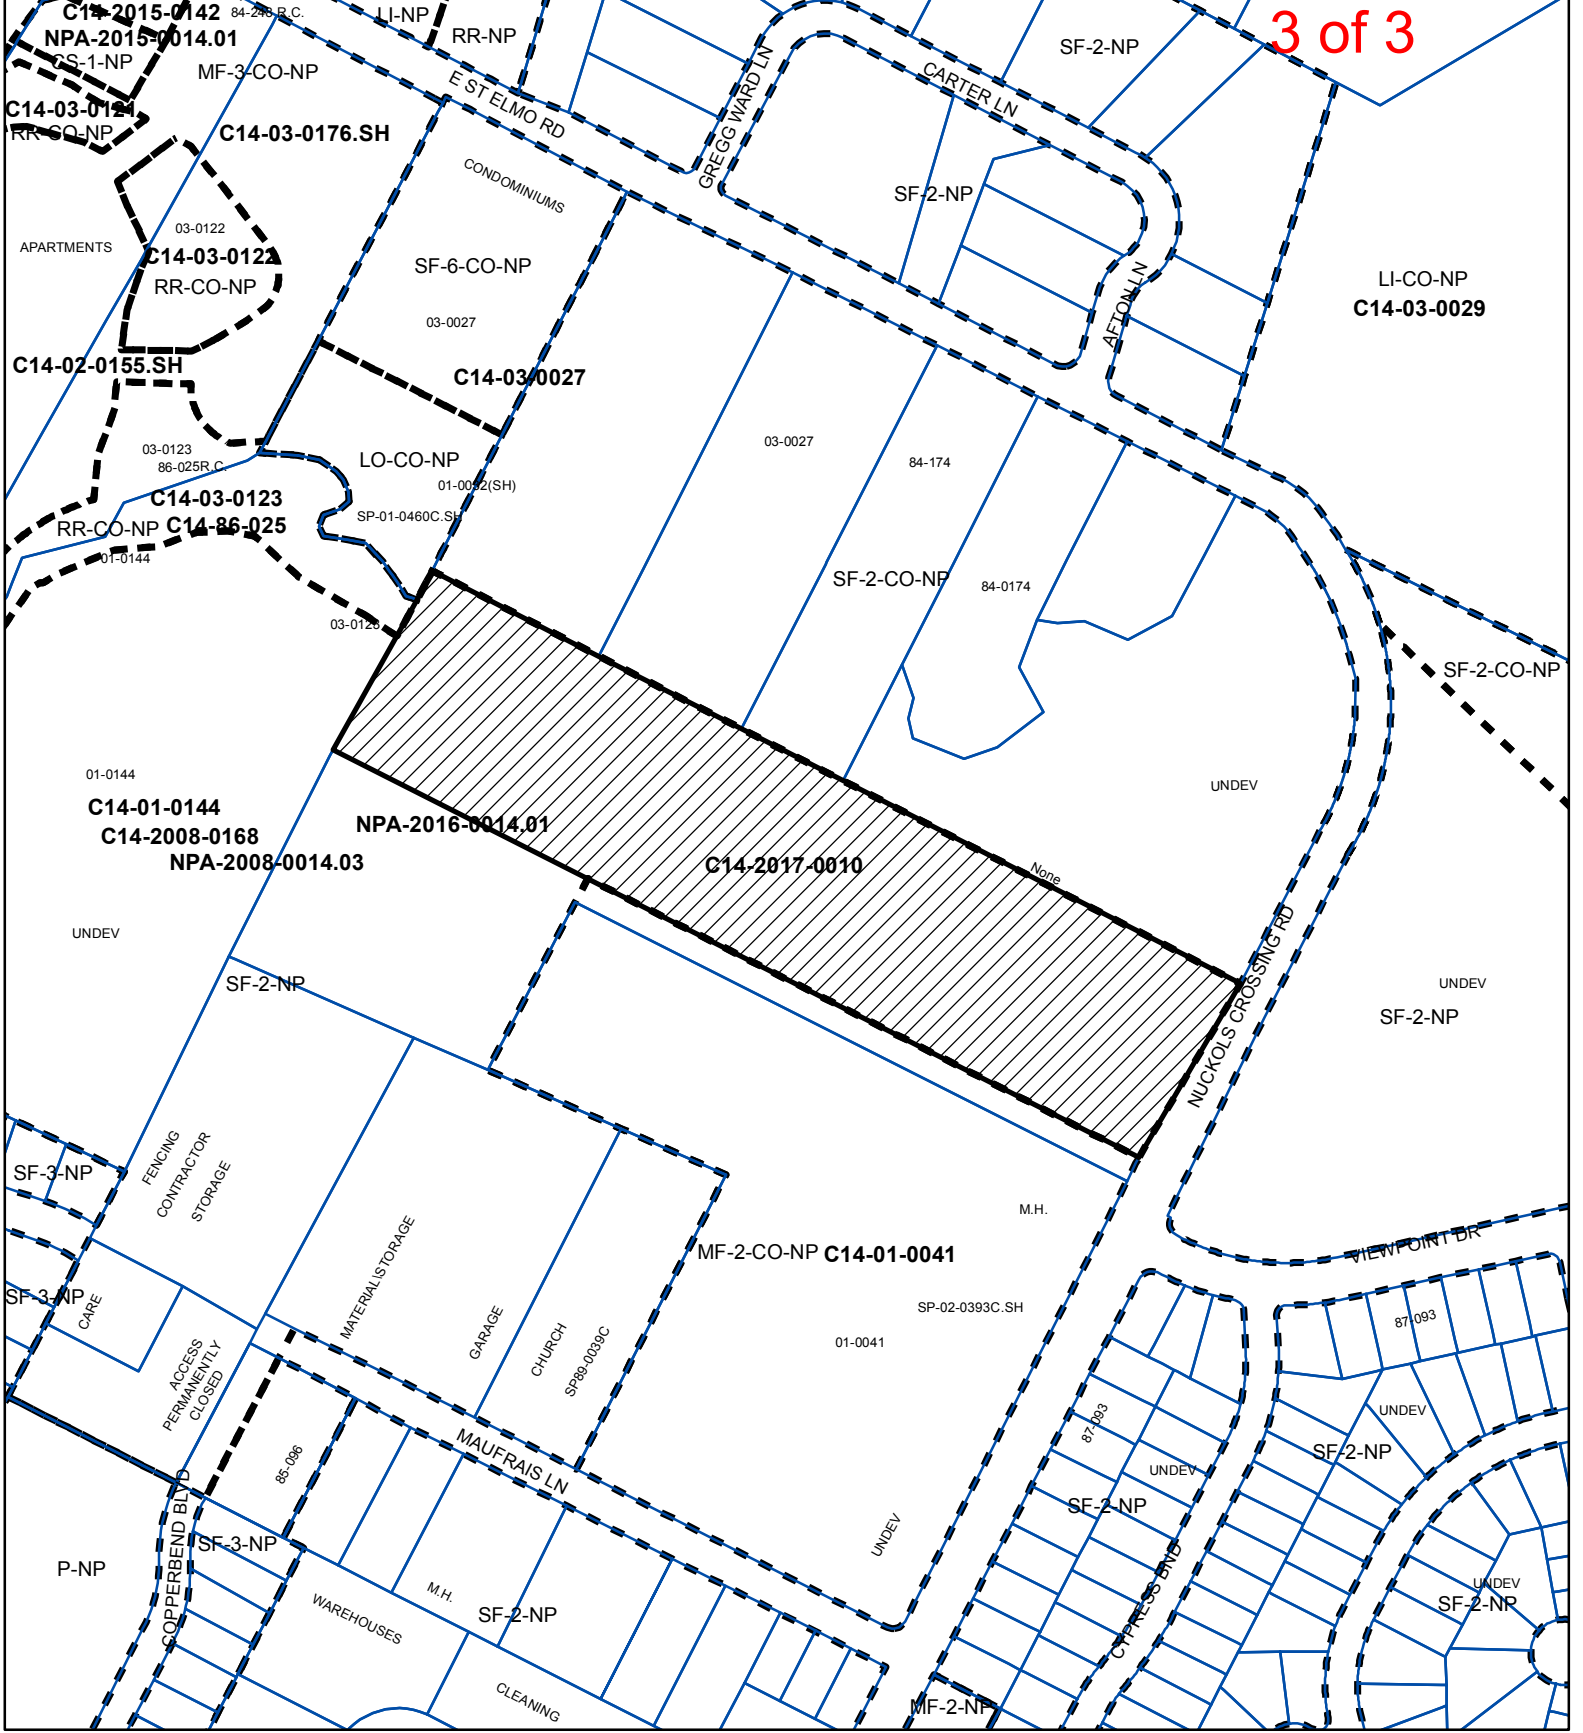 C14-2015-0142
84-248 R.C.
LI-NP
3 of 3
NPA-2015-0014.01
RR-NP
SF-2-NP
CS-1-NP
MF-3-CO-NP
E ST ELMO RD
GREGG WARD LN
CARTER LN
C14-03-0121
RR-CO-NP
C14-03-0176.SH
CONDOMINIUMS
SF-2-NP
03-0122
APARTMENTS
C14-03-0122
RR-CO-NP
SF-6-CO-NP
03-0027
AFTON LN
LI-CO-NP
C14-03-0029
C14-02-0155.SH
C14-03-0027
03-0123
86-025R.C.
LO-CO-NP
01-0092(SH)
03-0027
84-174
C14-03-0123
C14-86-025
RR-CO-NP
SP-01-0460C.SH
01-0144
SF-2-CO-NP
84-0174
03-0123
SF-2-CO-NP
01-0144
C14-01-0144
C14-2008-0168
NPA-2008-0014.03
NPA-2016-0014.01
C14-2017-0010
None
UNDEV
UNDEV
NUCKOLS CROSSING RD
UNDEV
SF-2-NP
SF-2-NP
FENCING
CONTRACTOR
STORAGE
SF-3-NP
M.H.
MATERIAL\STORAGE
MF-2-CO-NP
C14-01-0041
VIEWPOINT DR
SF-3-NP
CARE
GARAGE
CHURCH
SP89-0039C
SP-02-0393C.SH
01-0041
87-093
ACCESS
PERMANENTLY
CLOSED
85-096
MAUFRAIS LN
87-093
UNDEV
UNDEV
SF-2-NP
SF-2-NP
COPPERBEND BLVD
UNDEV
CYPRESS BND
P-NP
SF-3-NP
WAREHOUSES
M.H.
SF-2-NP
UNDEV
SF-2-NP
CLEANING
MF-2-NP